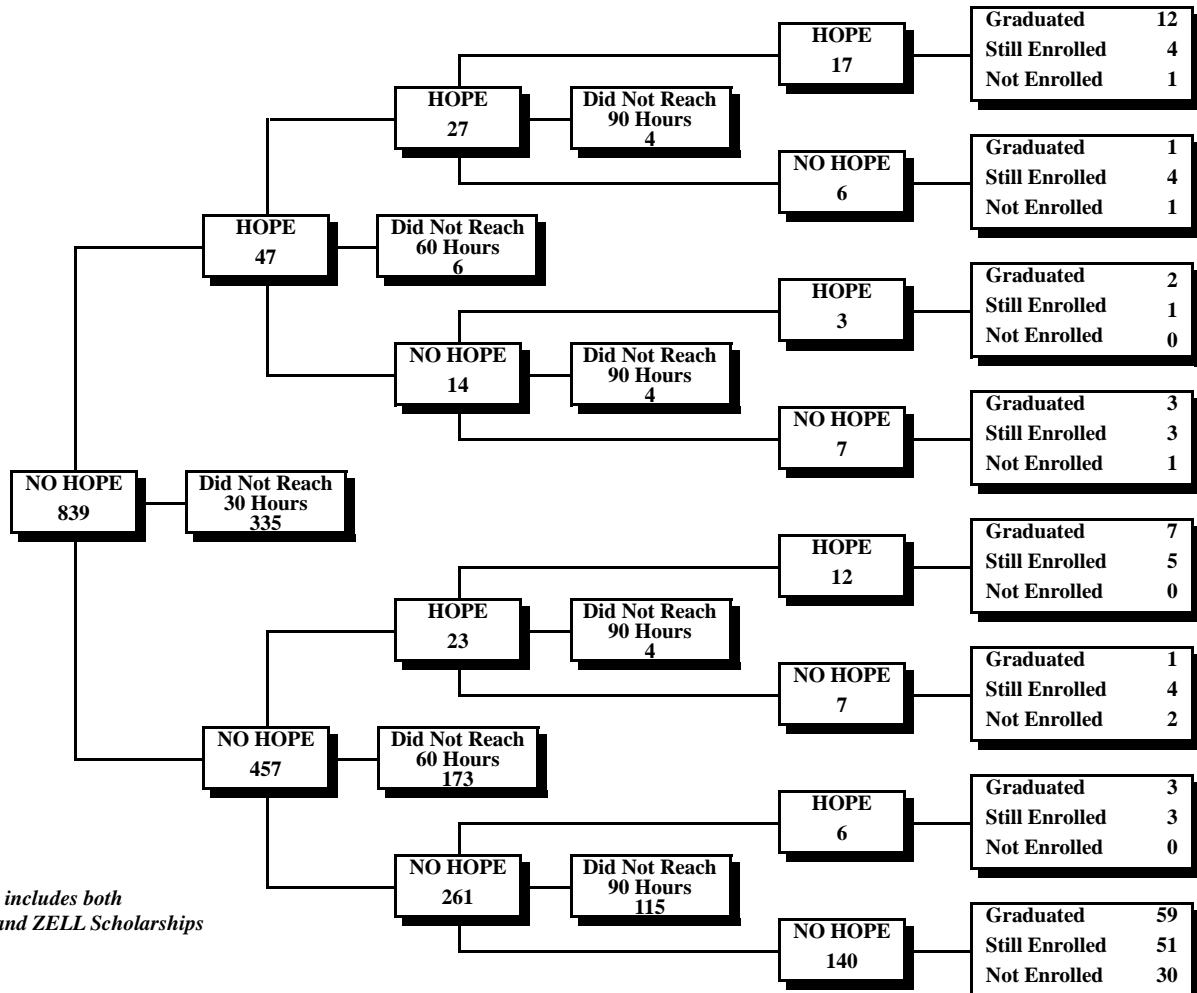 HOPE
17
Graduated 12
Still Enrolled 4
Not Enrolled 1
HOPE
27
Did Not Reach
90 Hours
4
NO HOPE
6
Graduated 1
Still Enrolled 4
Not Enrolled 1
HOPE
47
Did Not Reach
60 Hours
6
HOPE
3
Graduated 2
Still Enrolled 1
Not Enrolled 0
NO HOPE
14
Did Not Reach
90 Hours
4
NO HOPE
7
Graduated 3
Still Enrolled 3
Not Enrolled 1
NO HOPE
839
Did Not Reach
30 Hours
335
HOPE
12
Graduated 7
Still Enrolled 5
Not Enrolled 0
HOPE
23
Did Not Reach
90 Hours
4
NO HOPE
7
Graduated 1
Still Enrolled 4
Not Enrolled 2
NO HOPE
457
Did Not Reach
60 Hours
173
HOPE
6
Graduated 3
Still Enrolled 3
Not Enrolled 0
NO HOPE
261
Did Not Reach
90 Hours
115
NO HOPE
140
Graduated 59
Still Enrolled 51
Not Enrolled 30
includes both
and ZELL Scholarships